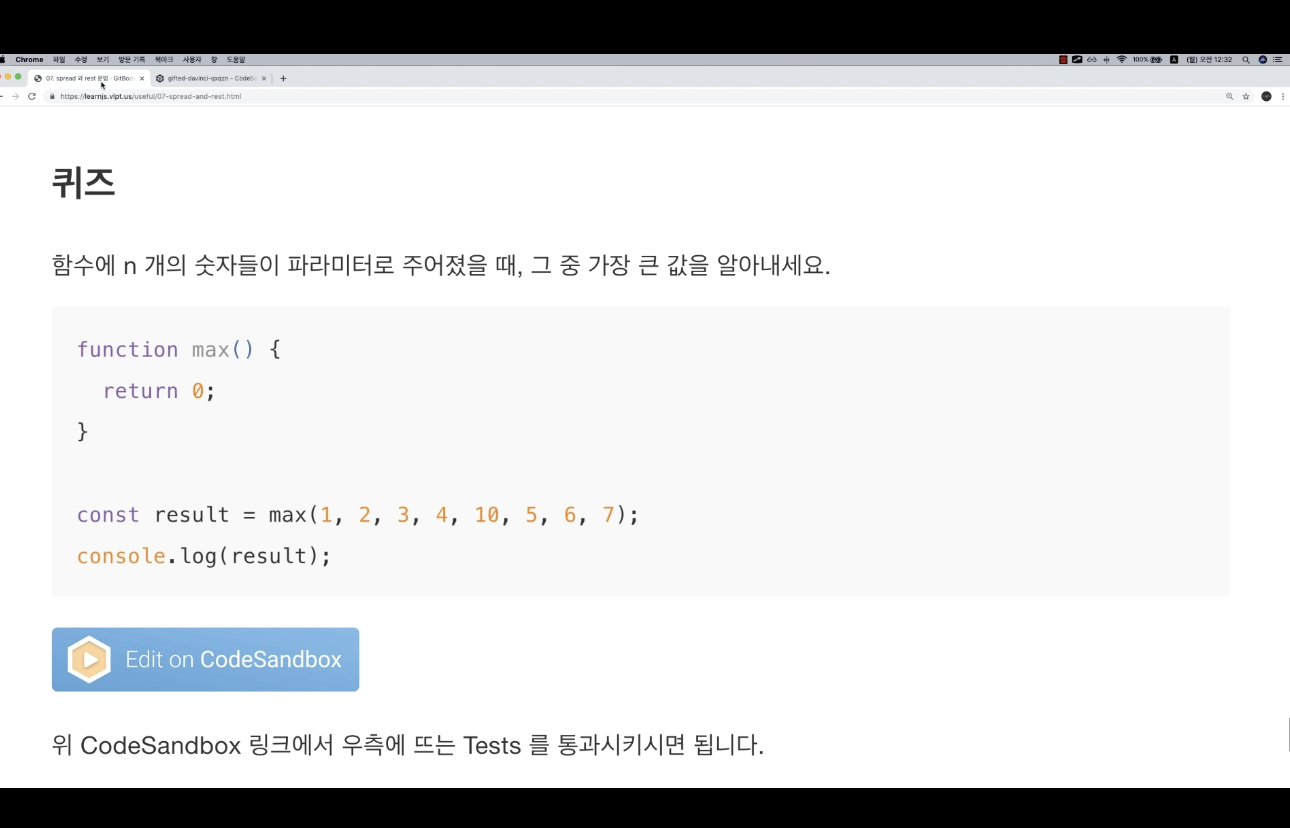 Chrome 파일 수정 보기 방문 기록 북마크 사용자 창 도움말
100% (월) 오전 12:32
07. spread 와 rest 문법 · GitBoo
gifted-davinci-qxqzn - CodeS
https://learnjs.vlpt.us/useful/07-spread-and-rest.html
퀴즈
함수에 n 개의 숫자들이 파라미터로 주어졌을 때, 그 중 가장 큰 값을 알아내세요.
function max() {
return 0;
}
const result = max(1, 2, 3, 4, 10, 5, 6, 7);
console.log(result);
Edit on CodeSandbox
위 CodeSandbox 링크에서 우측에 뜨는 Tests 를 통과시키시면 됩니다.